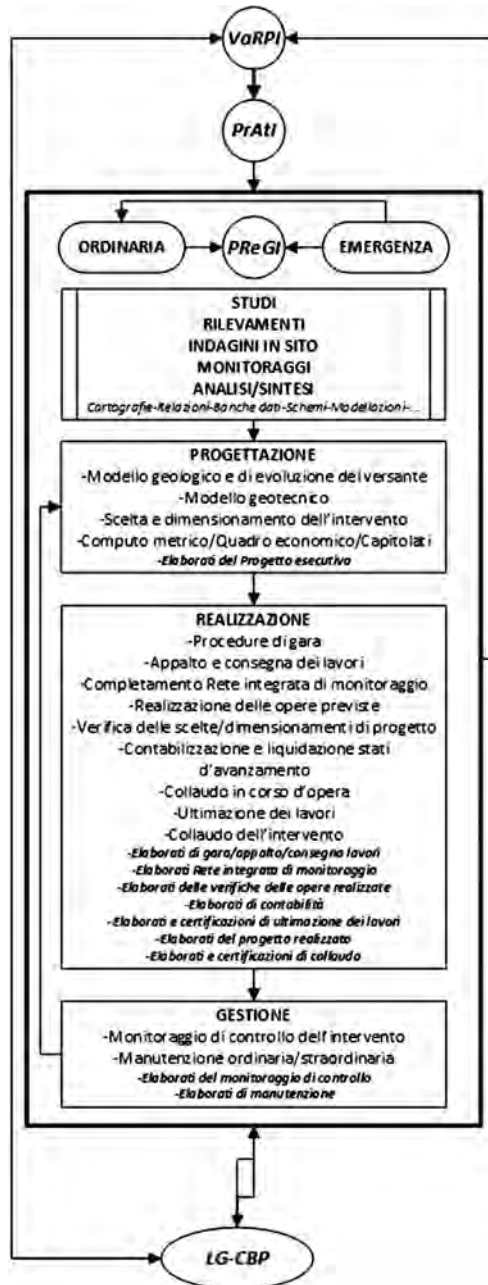 VaRPI
PrAtI
ORDINARIA
PReGI
EMERGENZA
STUDI
RILEVAMENTI
INDAGINI IN SITO
MONITORAGGI
ANALISI/SINTESI
Cartografie-Relazioni-Banche dati-Schemi-Modellazioni-...
PROGETTAZIONE
-Modello geologico e di evoluzione del versante
-Modello geotecnico
-Scelta e dimensionamento dell'intervento
-Computo metrico/Quadro economico/Capitolati
-Elaborati del Progetto esecutivo
REALIZZAZIONE
-Procedure di gara
-Appalto e consegna dei lavori
-Completamento Rete integrata di monitoraggio
-Realizzazione delle opere previste
-Verifica delle scelte/dimensionamenti di progetto
-Contabilizzazione e liquidazione stati
d'avanzamento
-Collaudo in corso d'opera
-Ultimazione dei lavori
-Collaudo dell'intervento
-Elaborati di gara/appalto/consegna lavori
-Elaborati Rete integrata di monitoraggio
-Elaborati delle verifiche delle opere realizzate
-Elaborati di contabilità
-Elaborati e certificazioni di ultimazione dei lavori
-Elaborati del progetto realizzato
-Elaborati e certificazioni di collaudo
GESTIONE
-Monitoraggio di controllo dell'intervento
-Manutenzione ordinaria/straordinaria
-Elaborati del monitoraggio di controllo
-Elaborati di manutenzione
LG-CBP